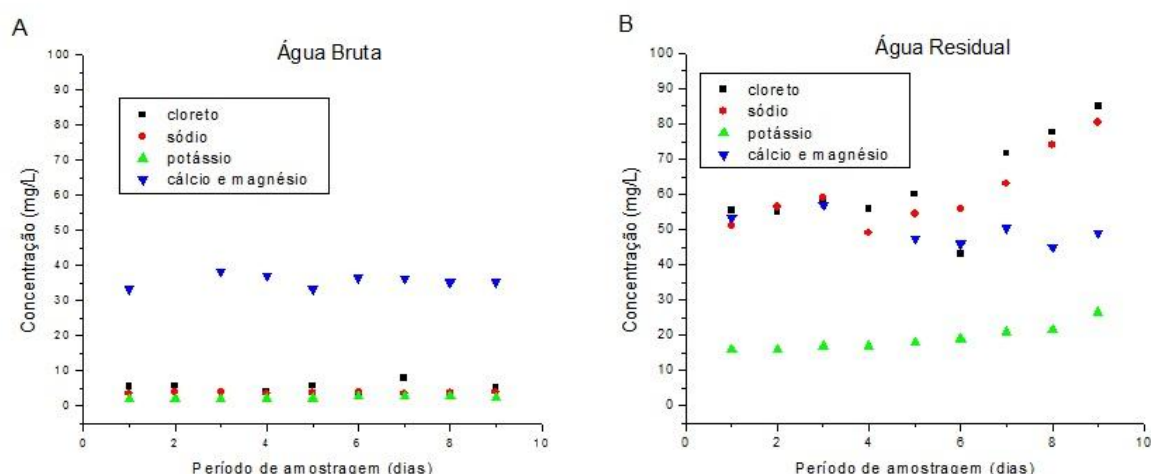 A
Água Bruta
100
90
80
70
60
50
40
30
20
10
0
Concentração (mg/L)
cloreto
sódio
potássio
cálcio e magnésio
0
2
4
6
8
10
Período de amostragem (dias)
B
Água Residual
100
90
80
70
60
50
40
30
20
10
0
Concentração (mg/L)
cloreto
sódio
potássio
cálcio e magnésio
0
2
4
6
8
10
Período de amostragem (dias)